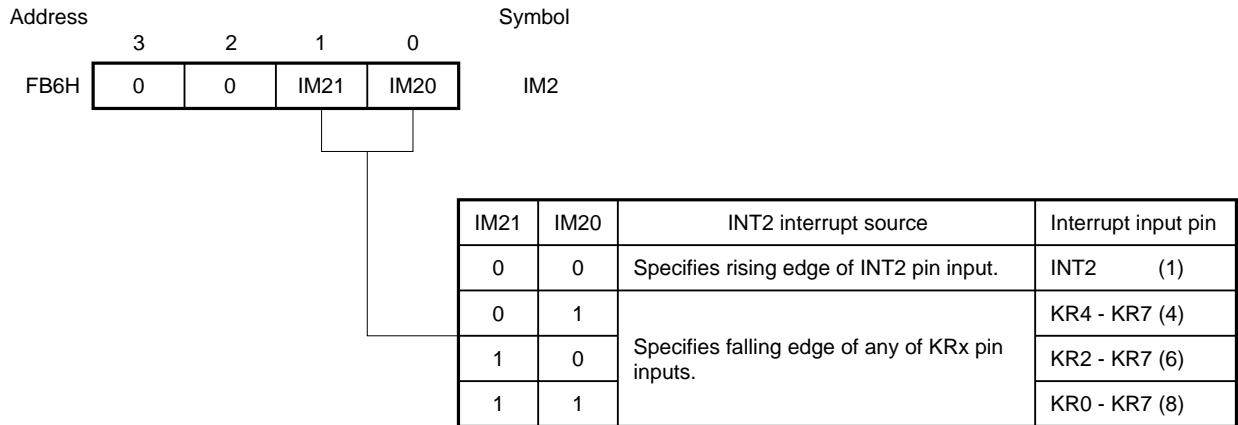 Address Symbol
3 2 1 0
FB6H 0 0 IM21 IM20 IM2
IM21 IM20 INT2 interrupt source Interrupt input pin
0 0 Specifies rising edge of INT2 pin input. INT2 (1)
0 1 KR4 - KR7 (4)
Specifies falling edge of any of KRx pin
1 0 KR2 - KR7 (6)
inputs.
1 1 KR0 - KR7 (8)